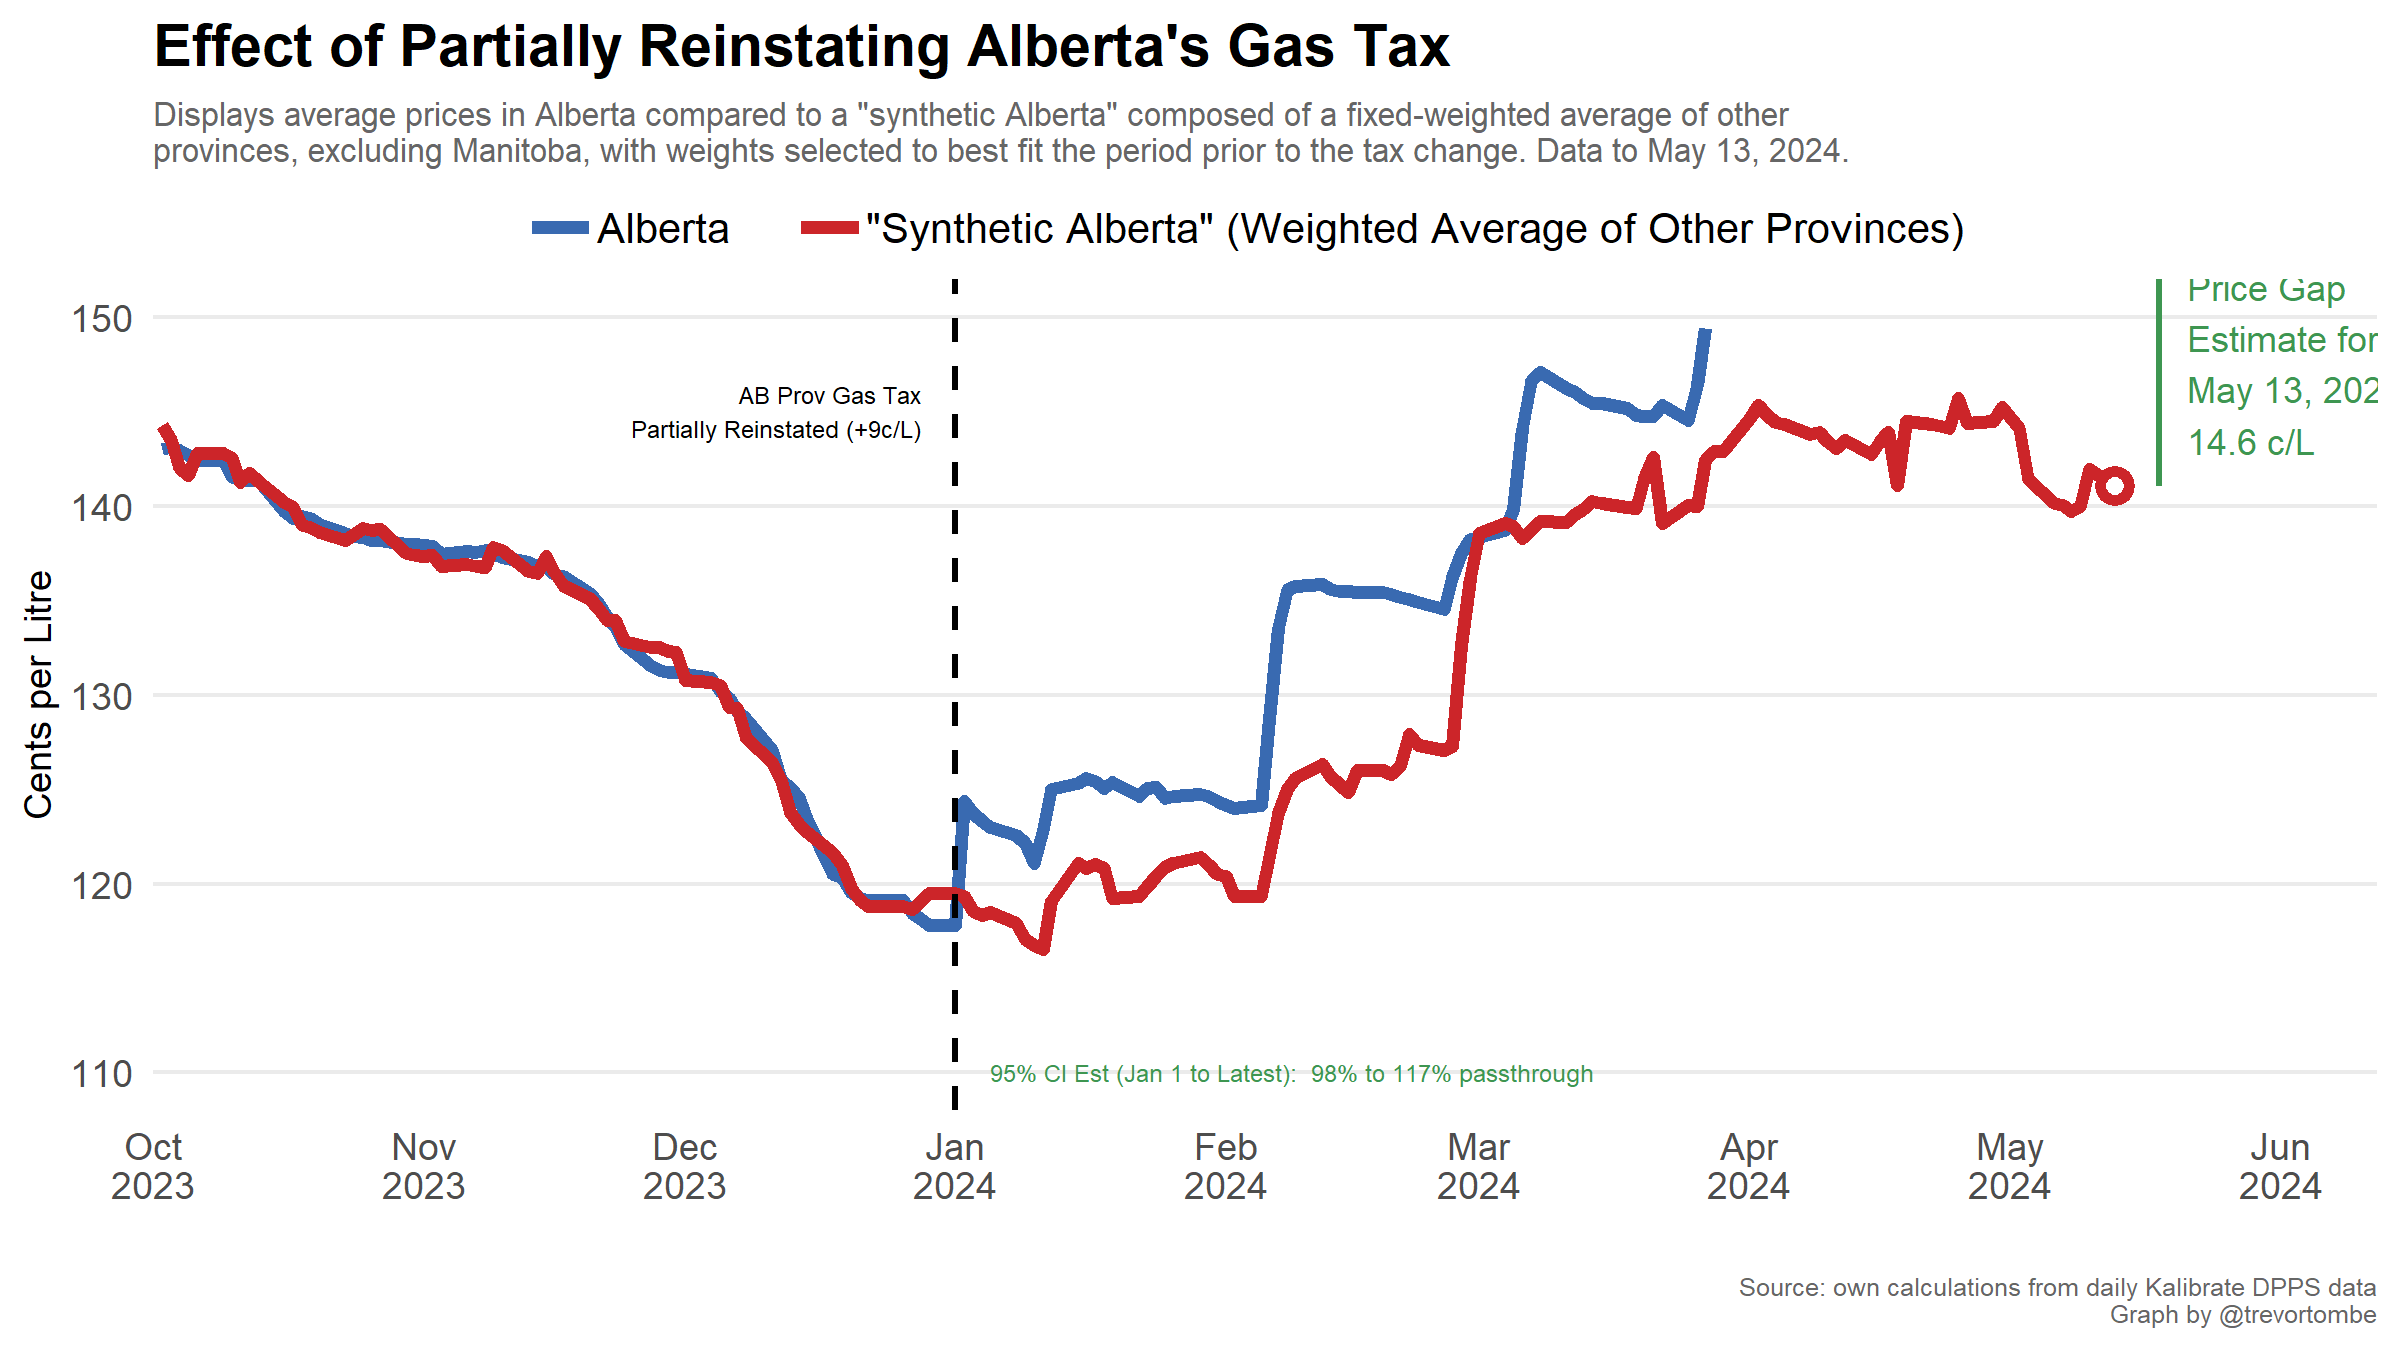 Effect of Partially Reinstating Alberta's Gas Tax
Displays average prices in Alberta compared to a "synthetic Alberta" composed of a fixed-weighted average of other
provinces, excluding Manitoba, with weights selected to best fit the period prior to the tax change. Data to May 13, 2024.
Alberta
"Synthetic Alberta" (Weighted Average of Other Provinces)
Cents per Litre
150
140
130
120
110
AB Prov Gas Tax
Partially Reinstated (+9c/L)
Price Gap
Estimate for
May 13, 202
14.6 c/L
95% CI Est (Jan 1 to Latest):  98% to 117% passthrough
Oct
2023
Nov
2023
Dec
2023
Jan
2024
Feb
2024
Mar
2024
Apr
2024
May
2024
Jun
2024
Source: own calculations from daily Kalibrate DPPS data
Graph by @trevortombe